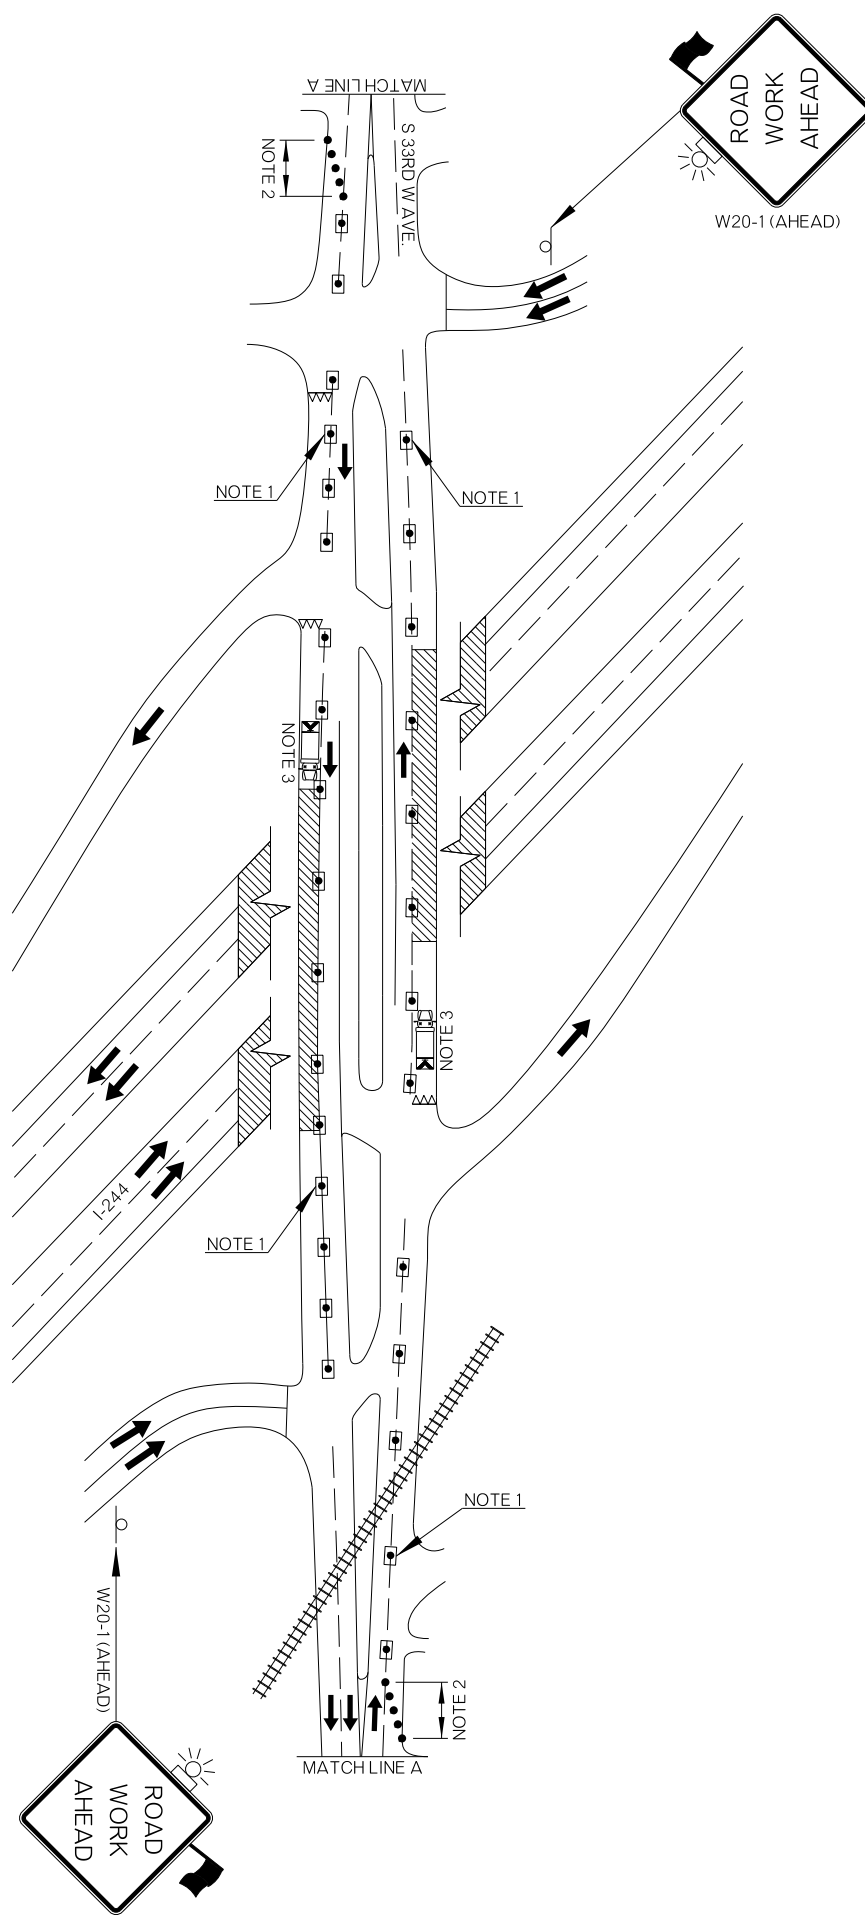 MATCH LINE A
ROAD
WORK
AHEAD
W20-1 (AHEAD)
S 33RD W AVE.
NOTE 2
NOTE 1
NOTE 1
NOTE 3
NOTE 3
I-244
NOTE 1
NOTE 1
W20-1 (AHEAD)
NOTE 2
MATCH LINE A
ROAD
WORK
AHEAD